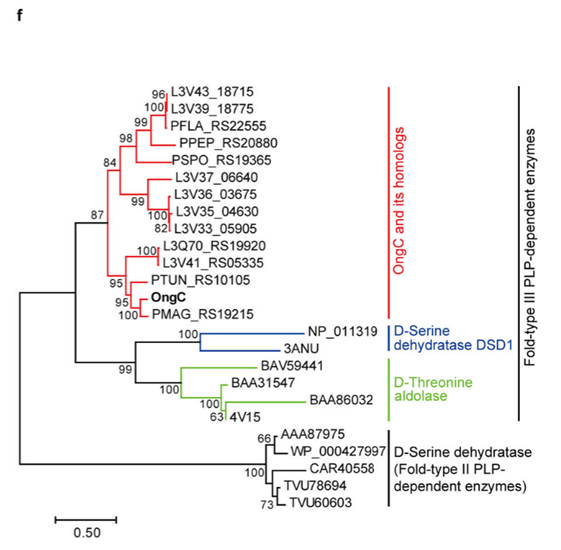 f
96
L3V43_18715
100
L3V39_18775
99
PFLA_RS22555
98
PPEP_RS20880
84
PSPO_RS19365
L3V37_06640
99
L3V36_03675
100
L3V35_04630
82
L3V33_05905
87
100
L3Q70_RS19920
L3V41_RS05335
95
PTUN_RS10105
95
OngC
100
PMAG_RS19215
OngC and its homologs
100
NP_011319
3ANU
D-Serine
dehydratase DSD1
99
BAV59441
100
BAA31547
100
BAA86032
63
4V15
D-Threonine
aldolase
Fold-type III PLP-dependent enzymes
66
AAA87975
WP_000427997
100
CAR40558
TVU78694
73
TVU60603
D-Serine dehydratase
(Fold-type II PLP-
dependent enzymes)
0.50